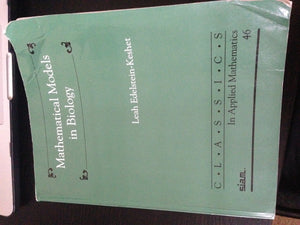 Mathematical Models
in Biology
Leah Edelstein-Keshet
C · L · A · S · S · I · C · S
In Applied Mathematics
46
siam